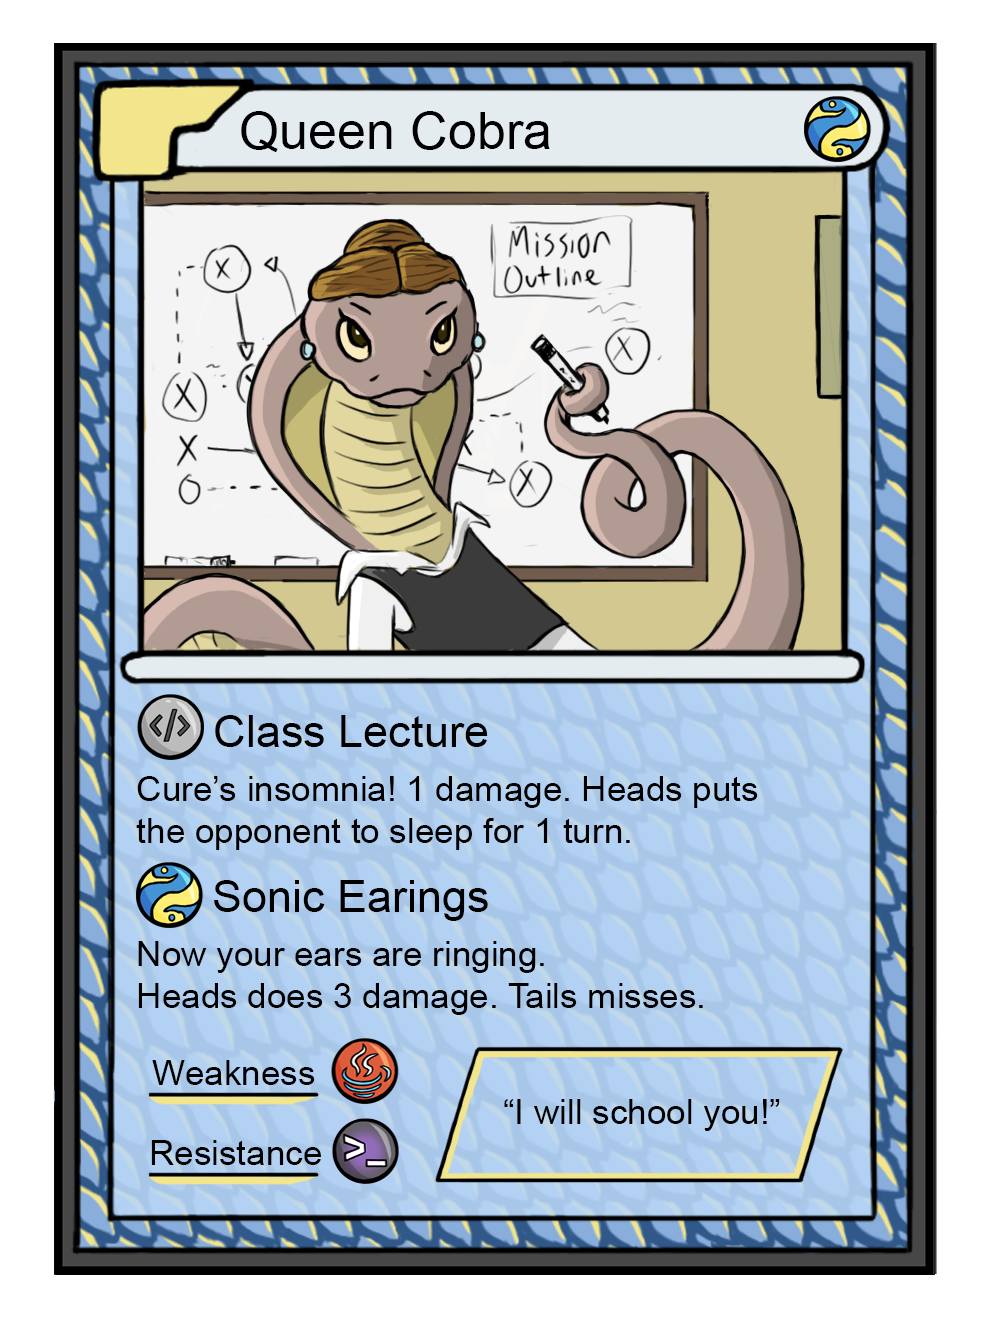 Queen Cobra
Mission
Outline
X
X
X
X
X
O
X
</> Class Lecture
Cure's insomnia! 1 damage. Heads puts
the opponent to sleep for 1 turn.
Sonic Earings
Now your ears are ringing.
Heads does 3 damage. Tails misses.
Weakness
Resistance >_
“I will school you!”